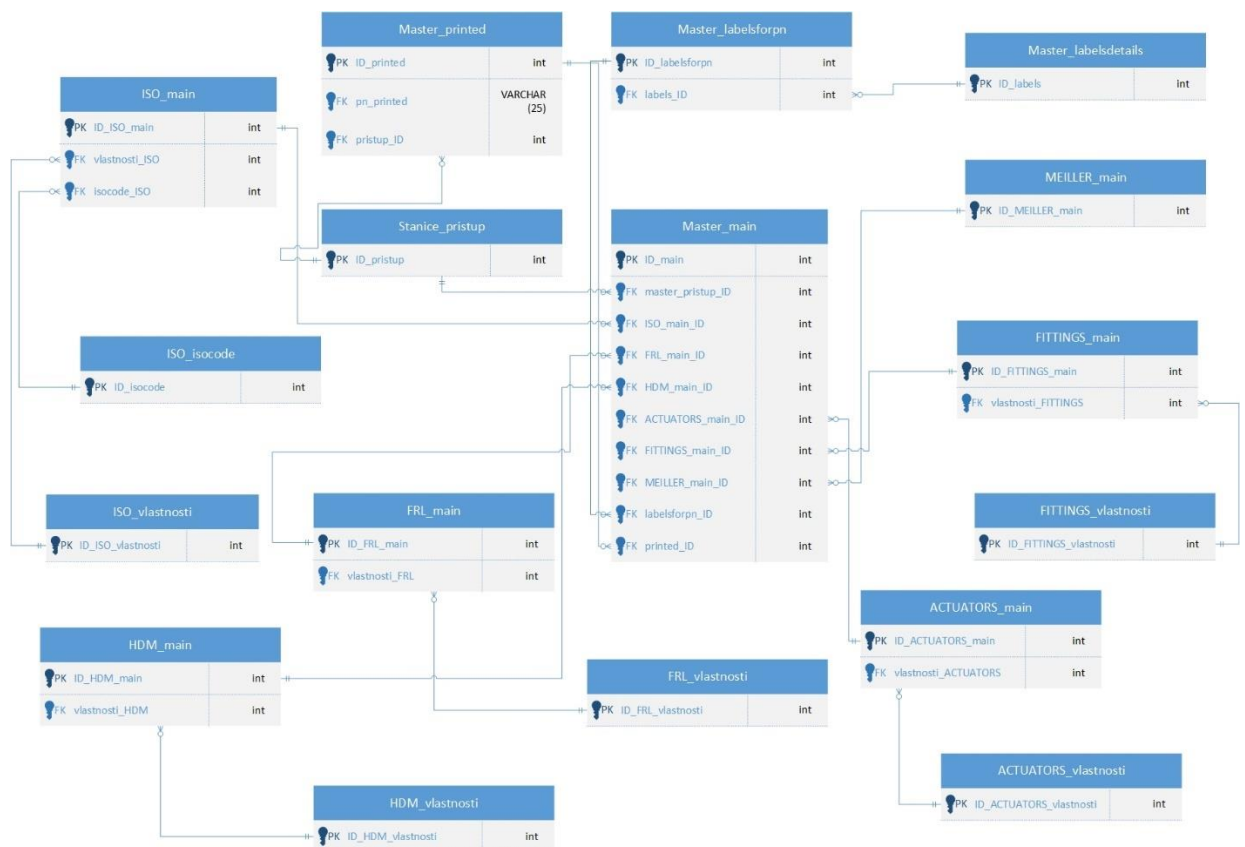 Master_printed
PK ID_printed int
FK pn_printed VARCHAR
(25)
FK pristup_ID int
Master_labelsforpn
PK ID_labelsforpn int
FK labels_ID int
Master_labelsdetails
PK ID_labels int
ISO_main
PK ID_ISO_main int
FK vlastnosti_ISO int
FK isocode_ISO int
MEILLER_main
PK ID_MEILLER_main int
Stanice_pristup
PK ID_pristup int
Master_main
PK ID_main int
FK master_pristup_ID int
FK ISO_main_ID int
FK FRL_main_ID int
FK HDM_main_ID int
FK ACTUATORS_main_ID int
FK FITTINGS_main_ID int
FK MEILLER_main_ID int
FK labelsforpn_ID int
FK printed_ID int
ISO_isocode
PK ID_isocode int
FITTINGS_main
PK ID_FITTINGS_main int
FK vlastnosti_FITTINGS int
ISO_vlastnosti
PK ID_ISO_vlastnosti int
FRL_main
PK ID_FRL_main int
FK vlastnosti_FRL int
FITTINGS_vlastnosti
PK ID_FITTINGS_vlastnosti int
ACTUATORS_main
PK ID_ACTUATORS_main int
FK vlastnosti_ACTUATORS int
HDM_main
PK ID_HDM_main int
FK vlastnosti_HDM int
FRL_vlastnosti
PK ID_FRL_vlastnosti int
ACTUATORS_vlastnosti
PK ID_ACTUATORS_vlastnosti int
HDM_vlastnosti
PK ID_HDM_vlastnosti int